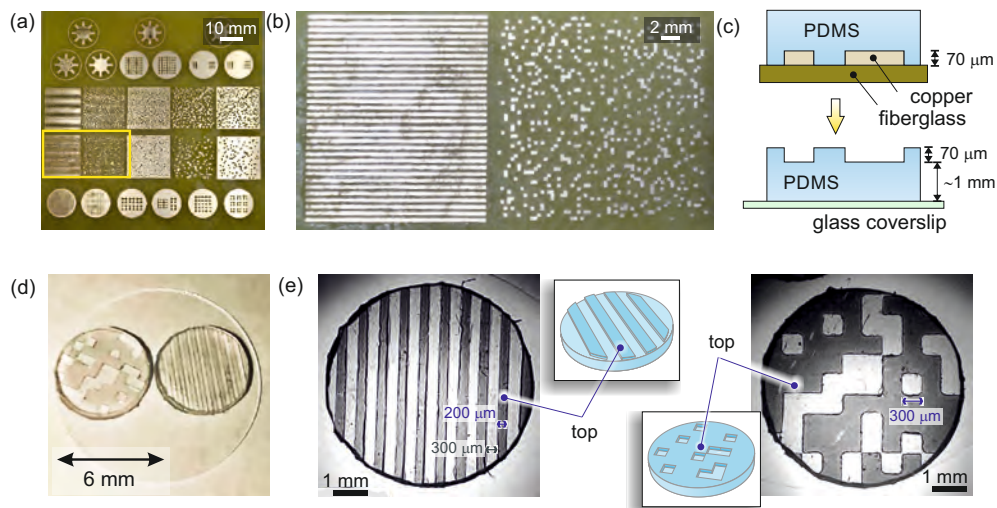 (a)
10 mm
(b)
2 mm
(c)
PDMS
70 μm
copper
fiberglass
PDMS
70 μm
~1 mm
glass coverslip
(d)
6 mm
(e)
200 μm
300 μm
1 mm
top
top
300 μm
1 mm